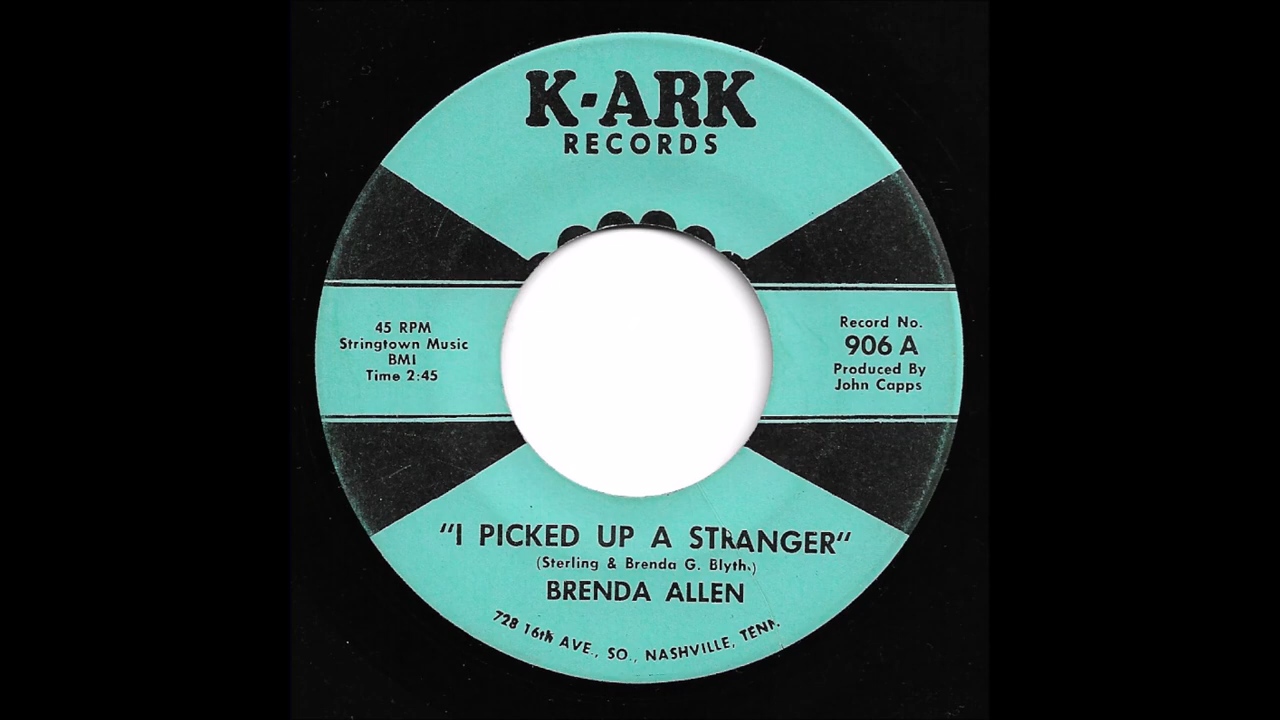 K-ARK
RECORDS
45 RPM
Stringtown Music
BMI
Time 2:45
Record No.
906 A
Produced By
John Capps
"I PICKED UP A STRANGER"
(Sterling & Brenda G. Blythe)
BRENDA ALLEN
728 16th AVE., SO., NASHVILLE, TENN.